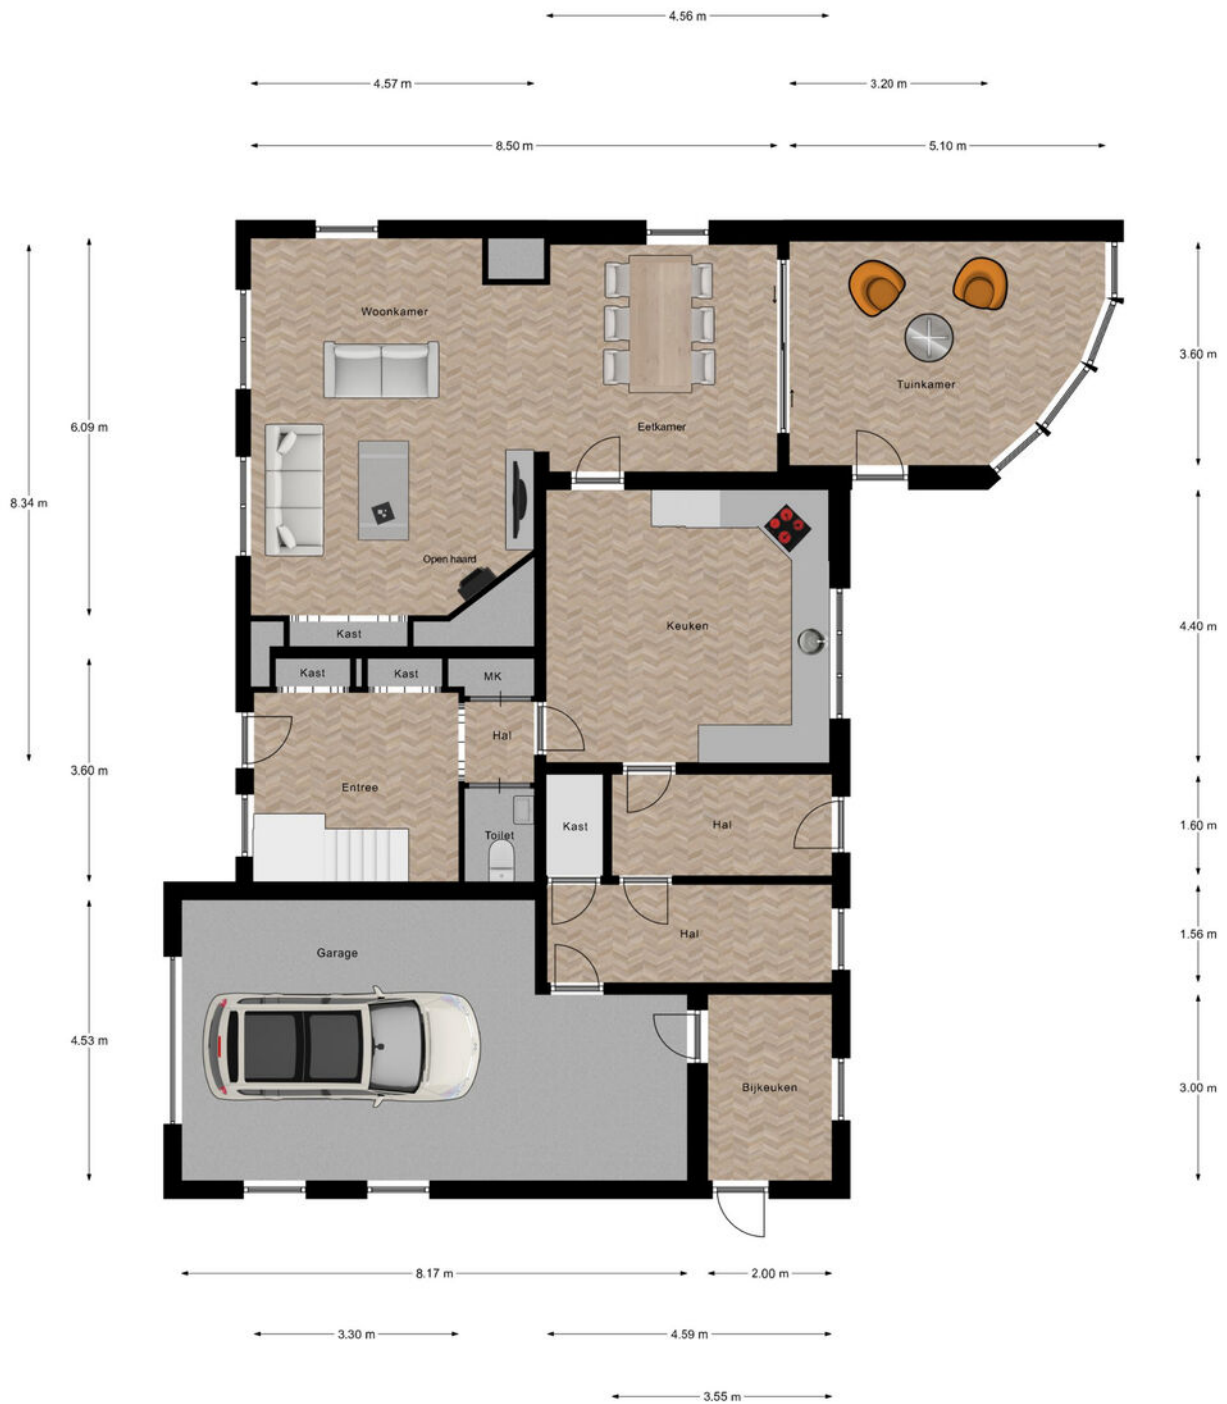 4.56 m
4.57 m
3.20 m
8.50 m
5.10 m
Woonkamer
3.60 m
Tuinkamer
6.09 m
Eetkamer
8.34 m
Open haard
Keuken
4.40 m
Kast
Kast
Kast
MK
Hal
3.60 m
Entree
Toilet
Kast
Hal
1.60 m
Hal
1.56 m
Garage
4.53 m
Bijkeuken
3.00 m
8.17 m
2.00 m
3.30 m
4.59 m
3.55 m